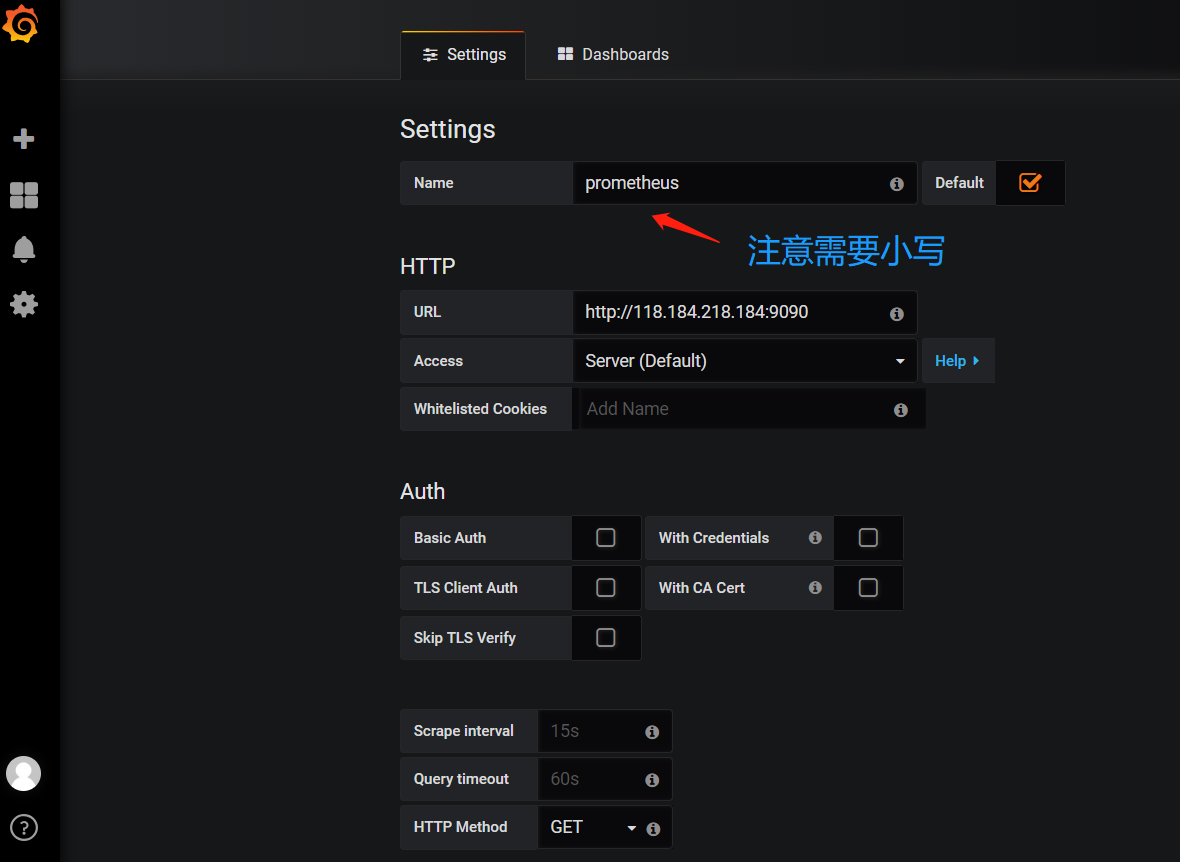 Settings
Dashboards
Settings
Name
prometheus
Default
注意需要小写
HTTP
URL
http://118.184.218.184:9090
Access
Server (Default)
Help
Whitelisted Cookies
Add Name
Auth
Basic Auth
With Credentials
TLS Client Auth
With CA Cert
Skip TLS Verify
Scrape interval
15s
Query timeout
60s
HTTP Method
GET